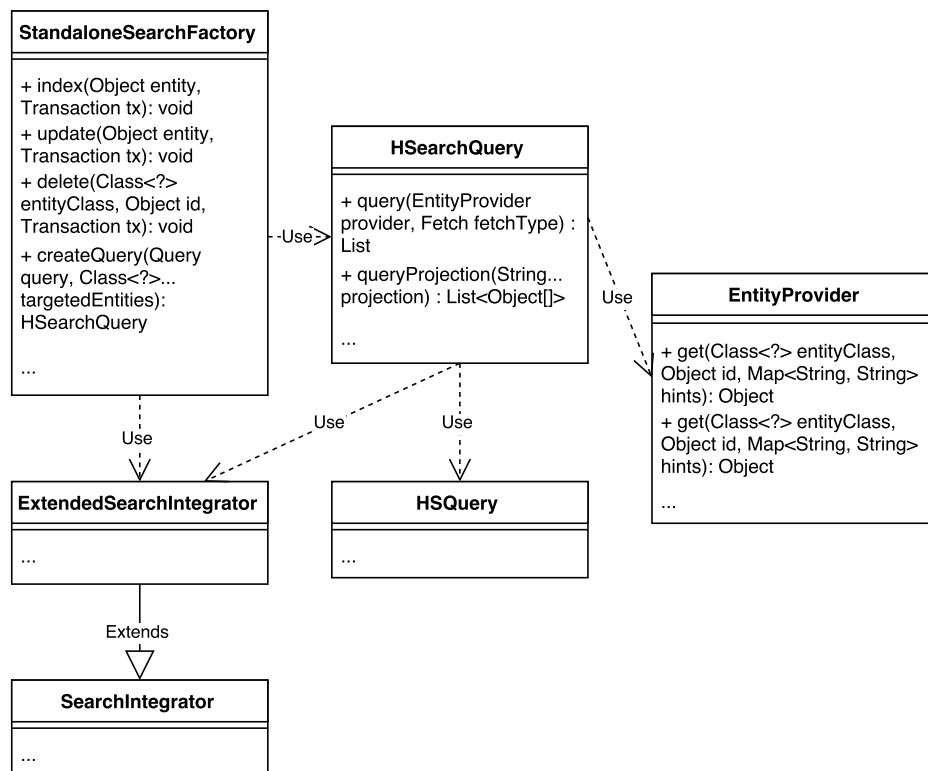 StandaloneSearchFactory
+ index(Object entity,
Transaction tx): void
+ update(Object entity,
Transaction tx): void
+ delete(Class<?>
entityClass, Object id,
Transaction tx): void
+ createQuery(Query
query, Class<?>...
targetedEntities):
HSearchQuery
...
Use
HSearchQuery
+ query(EntityProvider
provider, Fetch fetchType) :
List
+ queryProjection(String...
projection) : List<Object[]>
...
Use
EntityProvider
+ get(Class<?> entityClass,
Object id, Map<String, String>
hints): Object
+ get(Class<?> entityClass,
Object id, Map<String, String>
hints): Object
...
Use
Use
Use
ExtendedSearchIntegrator
...
HSQuery
...
Extends
SearchIntegrator
...